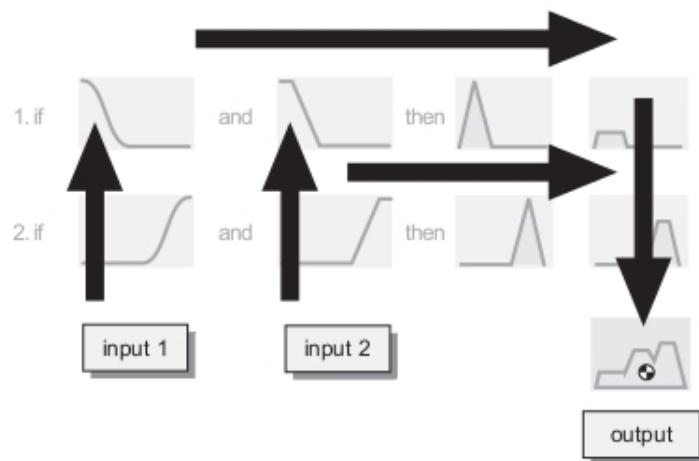 1. if and then
2. if and then
input 1 input 2
output